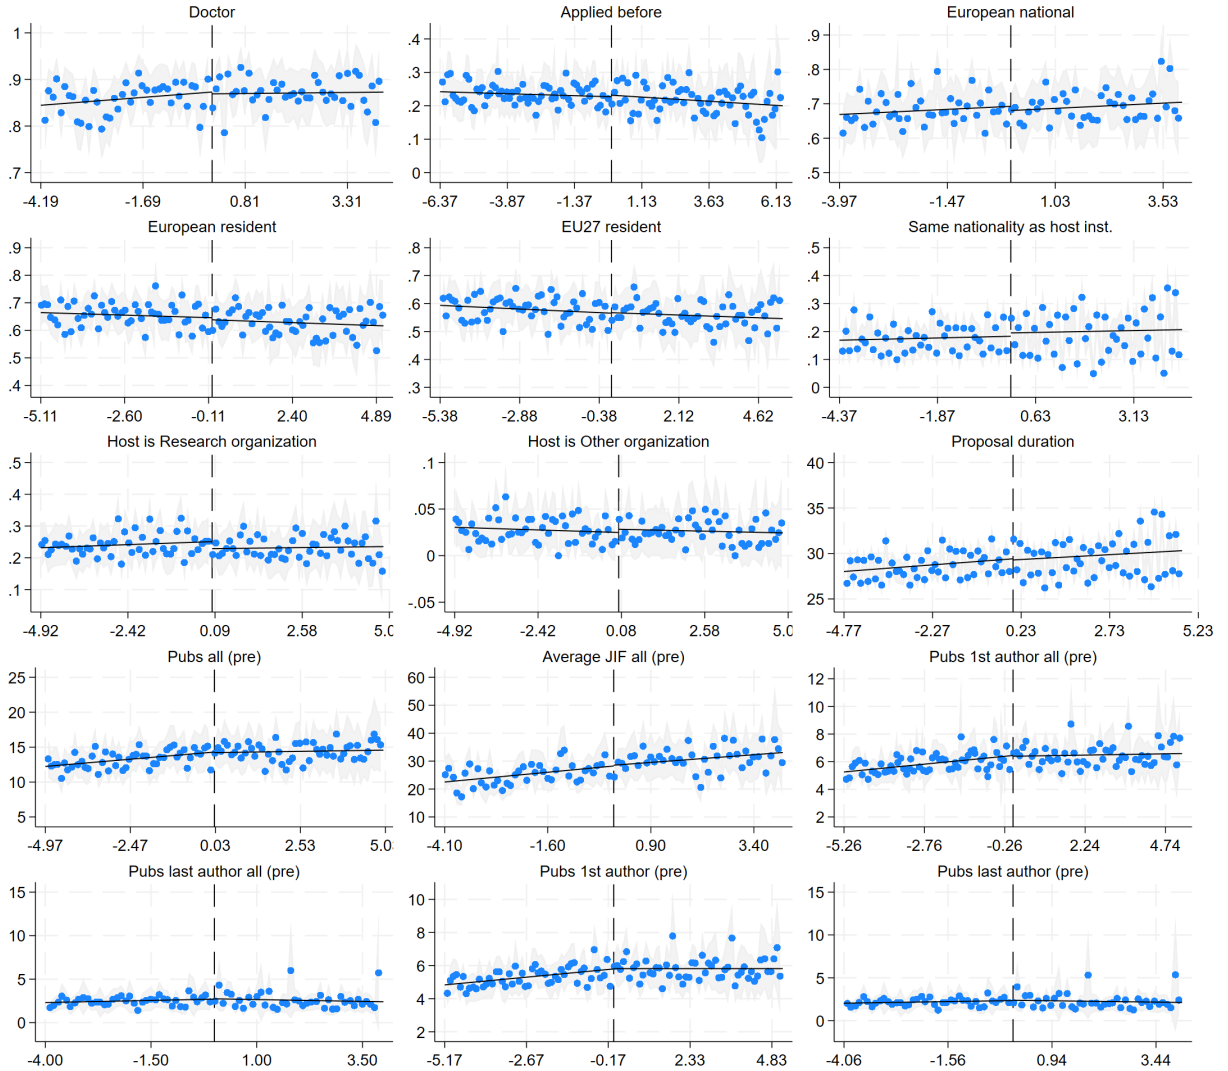 Doctor
1
.9
.8
.7
-4.19 -1.69 0.81 3.31
Applied before
.4
.3
.2
.1
0
-6.37 -3.87 -1.37 1.13 3.63 6.13
European national
.9
.8
.7
.6
.5
-3.97 -1.47 1.03 3.53
European resident
.9
.8
.7
.6
.5
.4
-5.11 -2.60 -0.11 2.40 4.89
EU27 resident
.8
.7
.6
.5
.4
.3
-5.38 -2.88 -0.38 2.12 4.62
Same nationality as host inst.
.5
.4
.3
.2
.1
0
-4.37 -1.87 0.63 3.13
Host is Research organization
.5
.4
.3
.2
.1
-4.92 -2.42 0.09 2.58 5.0
Host is Other organization
.1
.05
0
-.05
-4.92 -2.42 0.08 2.58 5.0
Proposal duration
40
35
30
25
-4.77 -2.27 0.23 2.73 5.23
Pubs all (pre)
25
20
15
10
5
-4.97 -2.47 0.03 2.53 5.0
Average JIF all (pre)
60
50
40
30
20
10
-4.10 -1.60 0.90 3.40
Pubs 1st author all (pre)
12
10
8
6
4
2
-5.26 -2.76 -0.26 2.24 4.74
Pubs last author all (pre)
15
10
5
0
-4.00 -1.50 1.00 3.50
Pubs 1st author (pre)
10
8
6
4
2
-5.17 -2.67 -0.17 2.33 4.83
Pubs last author (pre)
15
10
5
0
-4.06 -1.56 0.94 3.44